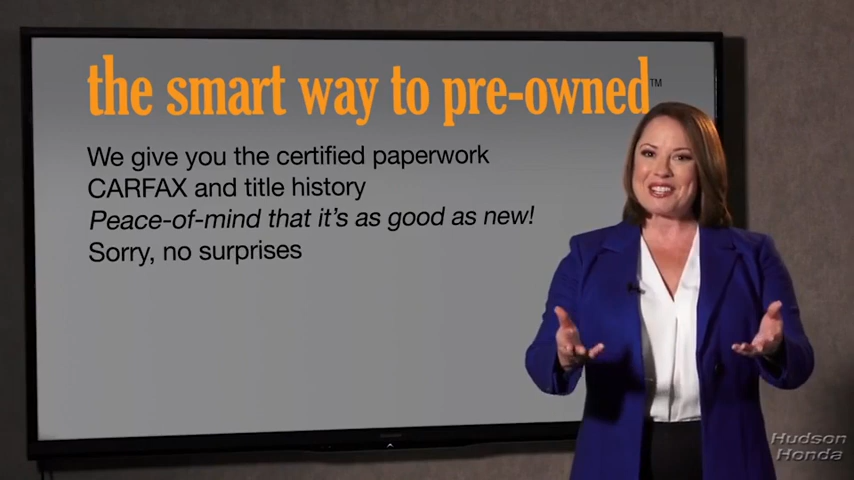 the smart way to pre-owned™
We give you the certified paperwork
CARFAX and title history
Peace-of-mind that it's as good as new!
Sorry, no surprises
Hudson
Honda